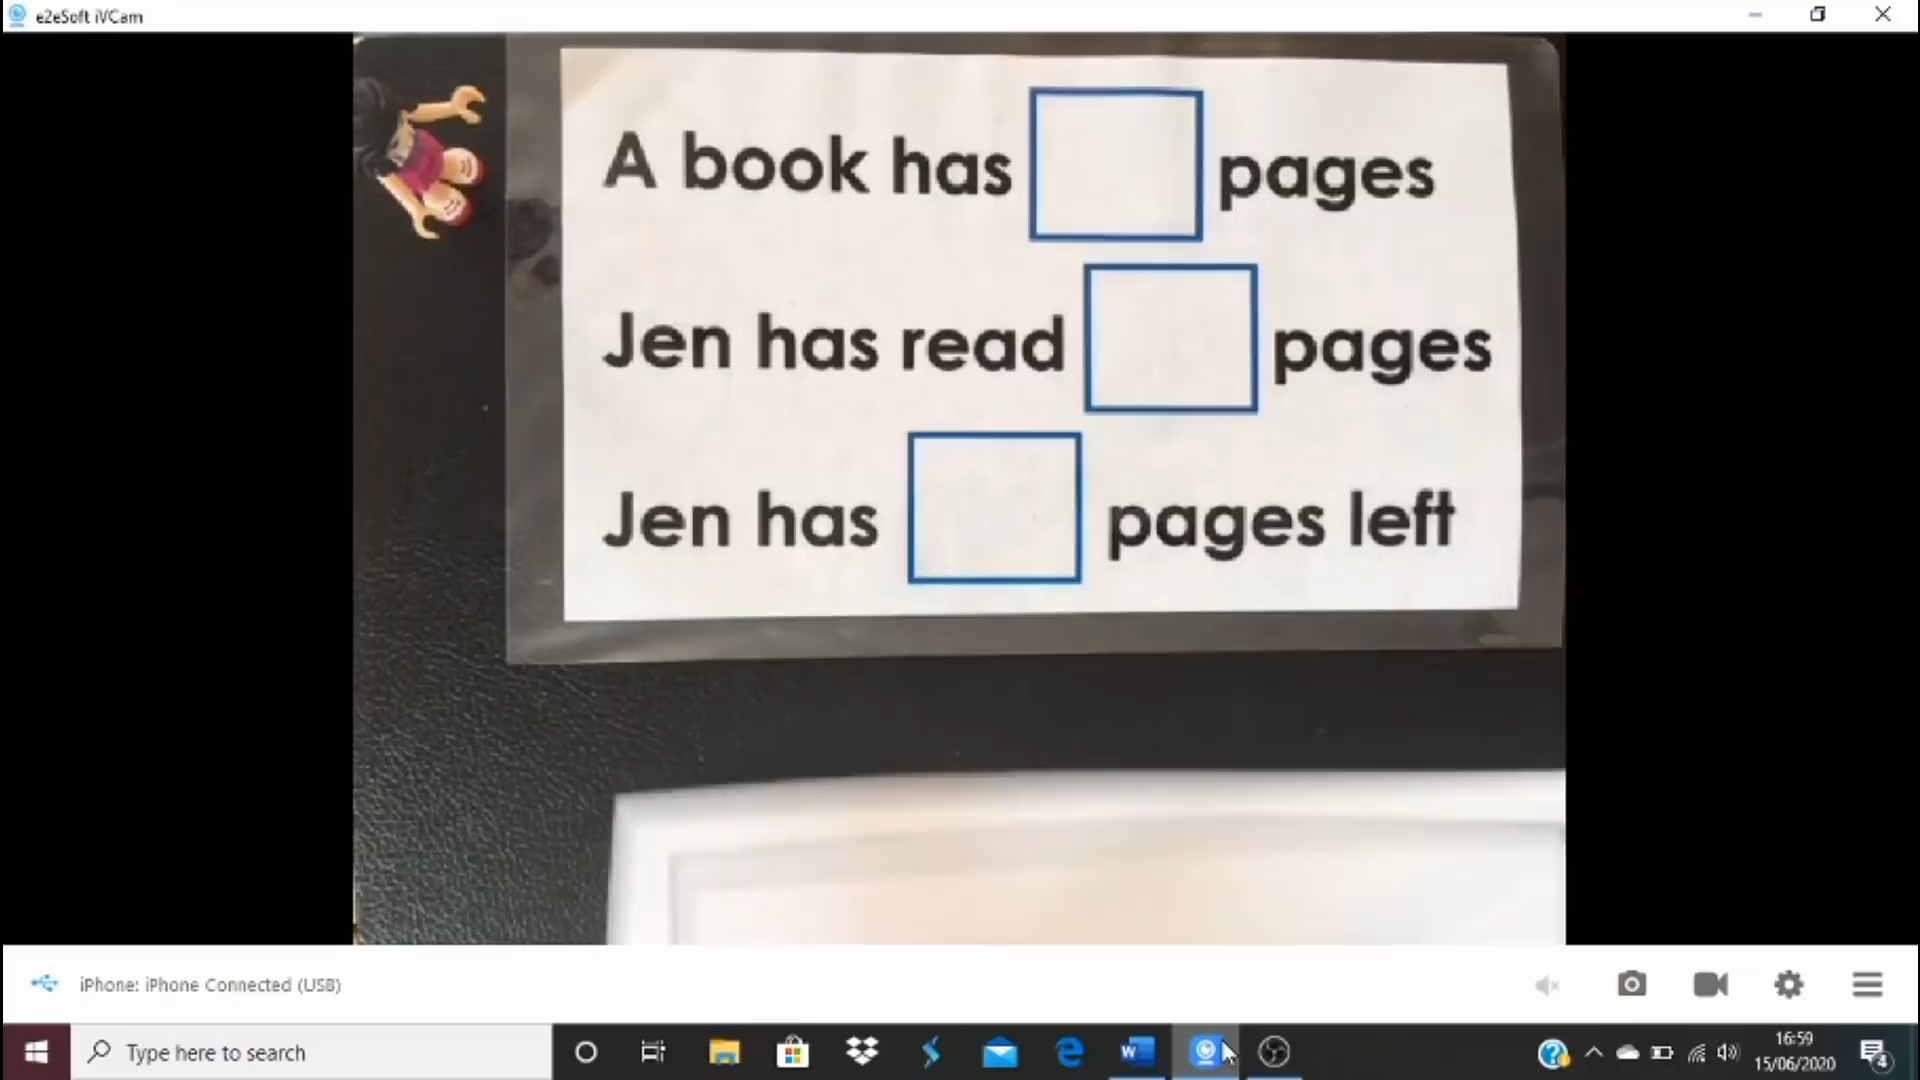 e2eSoft iVCam
A book has pages
Jen has read pages
Jen has pages left
iPhone: iPhone Connected (USB)
Type here to search
16:59
15/06/2020
4